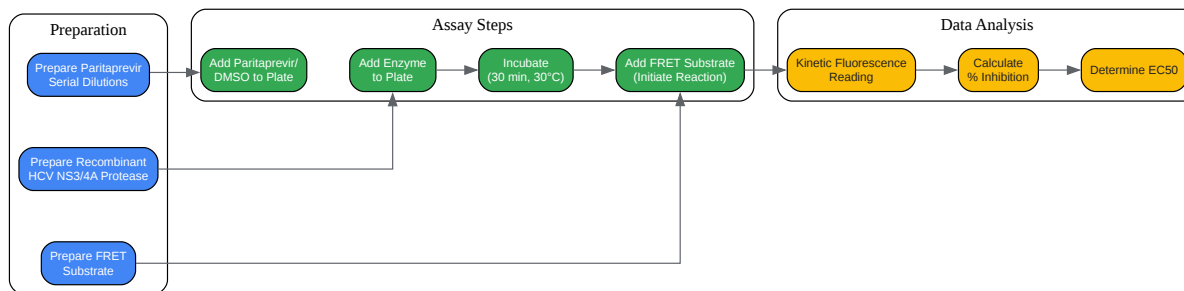 Preparation
Prepare Paritaprevir
Serial Dilutions
Prepare Recombinant
HCV NS3/4A Protease
Prepare FRET
Substrate
Assay Steps
Add Paritaprevir/
DMSO to Plate
Add Enzyme
to Plate
Incubate
(30 min, 30°C)
Add FRET Substrate
(Initiate Reaction)
Data Analysis
Kinetic Fluorescence
Reading
Calculate
% Inhibition
Determine EC50